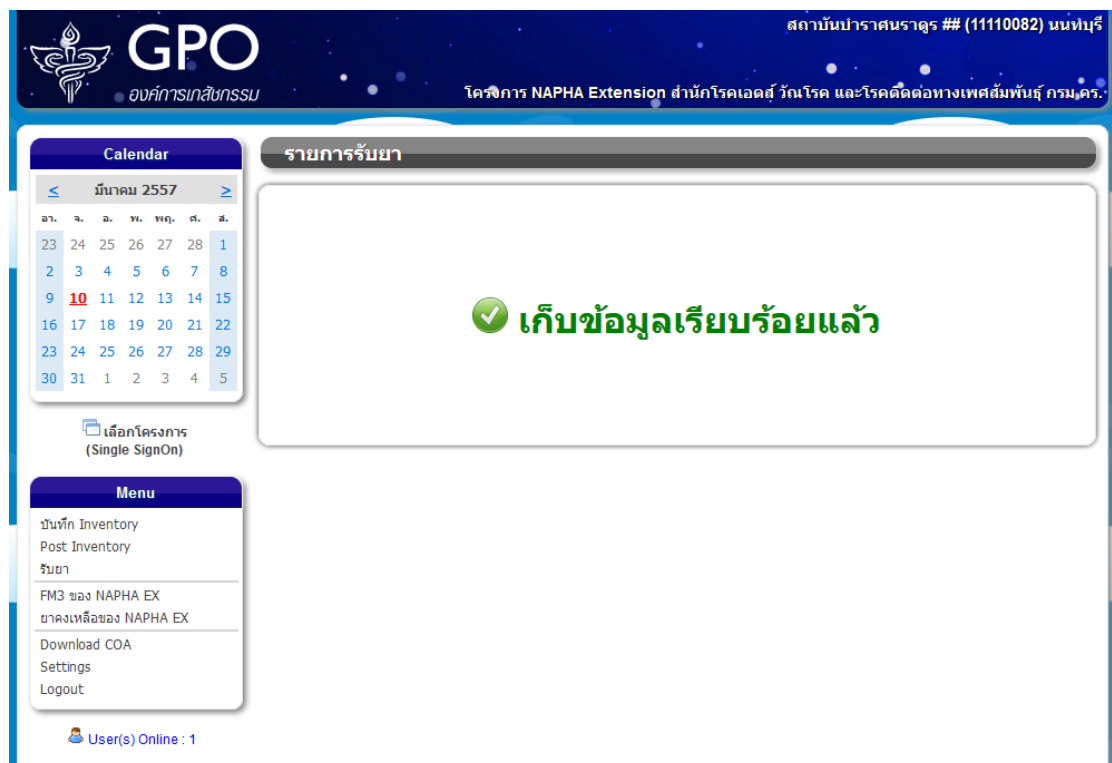 GPO
องค์การเภสัชกรรม
สถาบันบำราศนราดูร ## (11110082) นนทบุรี
โครงการ NAPHA Extension สำนักโรคเอดส์ วัณโรค และโรคติดต่อทางเพศสัมพันธุ์ กรม.คร.
Calendar
< มีนาคม 2557 >
อา. จ. อ. พ. พฤ. ศ. ส.
23 24 25 26 27 28 1
2 3 4 5 6 7 8
9 10 11 12 13 14 15
16 17 18 19 20 21 22
23 24 25 26 27 28 29
30 31 1 2 3 4 5
เลือกโครงการ
(Single SignOn)
Menu
บันทึก Inventory
Post Inventory
รับยา
FM3 ของ NAPHA EX
ยาคงเหลือของ NAPHA EX
Download COA
Settings
Logout
User(s) Online : 1
รายการรับยา
เก็บข้อมูลเรียบร้อยแล้ว